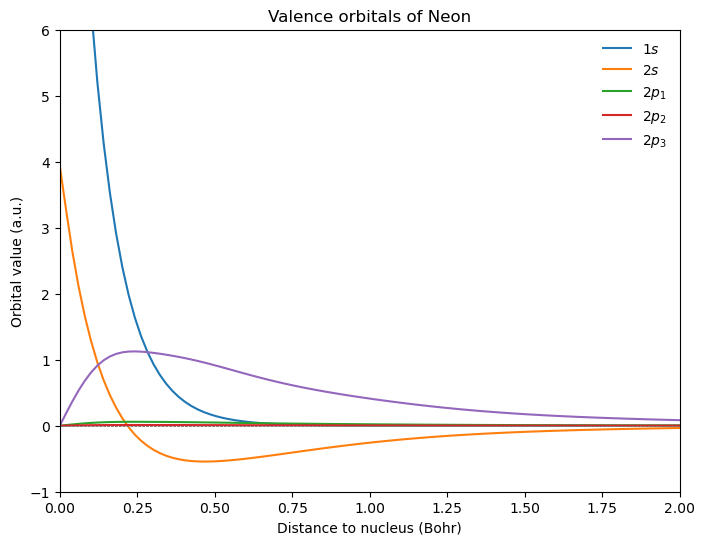 Valence orbitals of Neon
6
5
4
3
2
1
0
−1
Orbital value (a.u.)
1s
2s
2p₁
2p₂
2p₃
0.00 0.25 0.50 0.75 1.00 1.25 1.50 1.75 2.00
Distance to nucleus (Bohr)